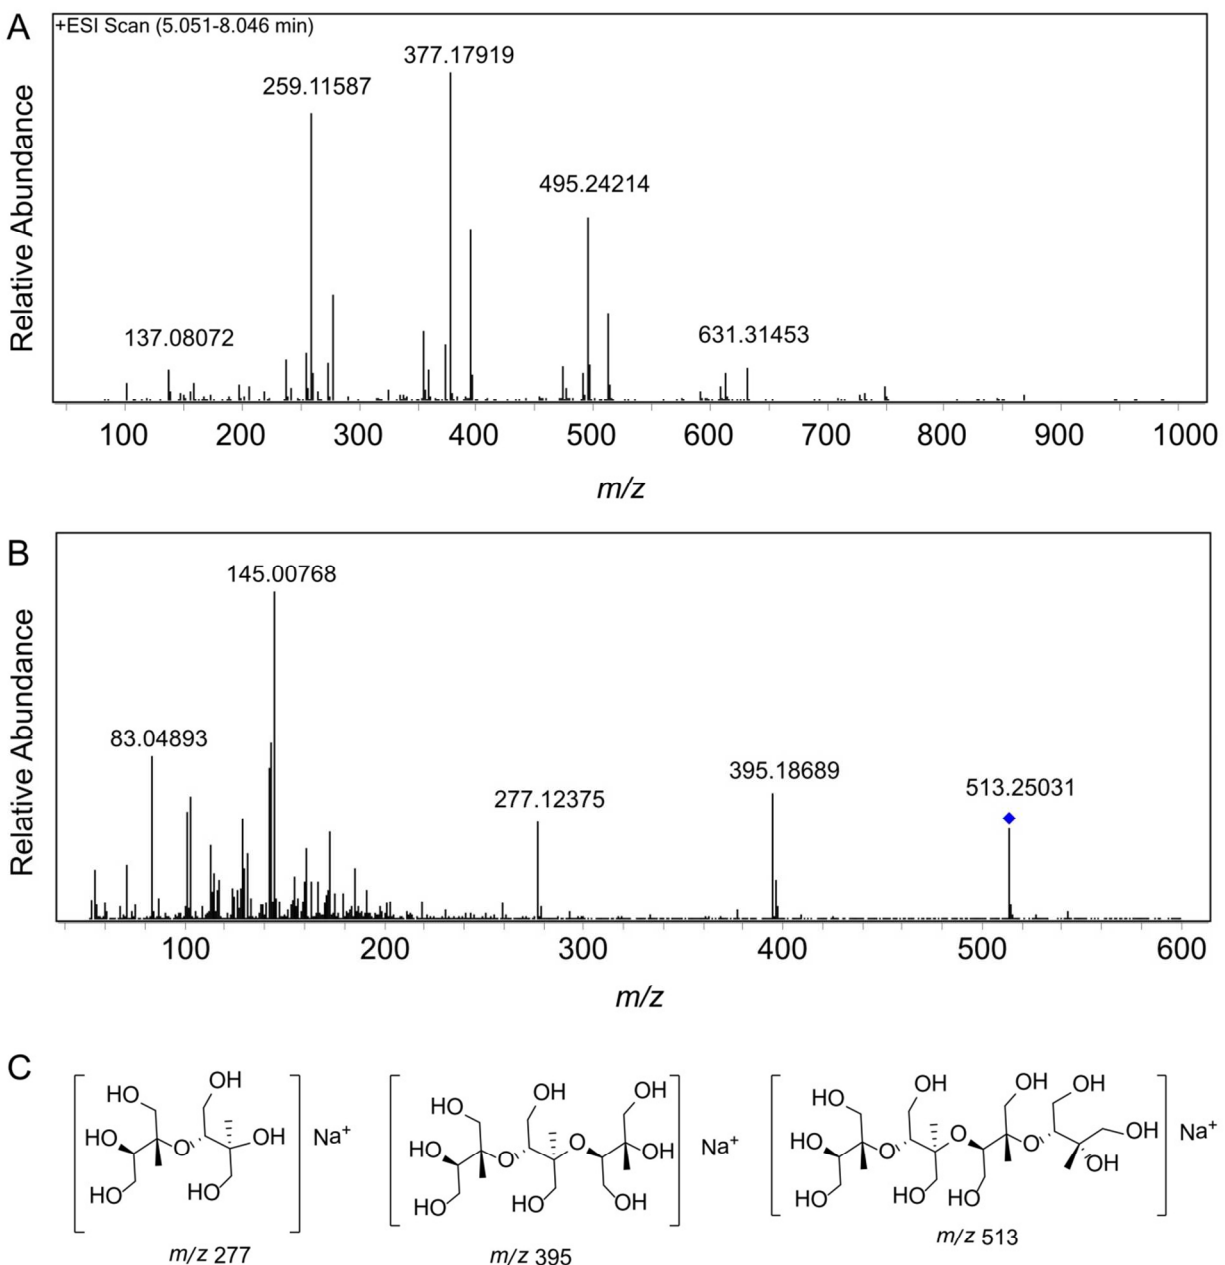 A
+ESI Scan (5.051-8.046 min)
377.17919
259.11587
495.24214
137.08072
631.31453
Relative Abundance
100 200 300 400 500 600 700 800 900 1000
m/z
B
145.00768
83.04893
395.18689
513.25031
277.12375
Relative Abundance
100 200 300 400 500 600
m/z
C
HO OH
HO O OH Na⁺
HO HO
m/z 277
HO OH OH
HO O O OH Na⁺
HO HO OH
m/z 395
HO OH OH OH
HO O O O OH Na⁺
HO HO HO OH
m/z 513